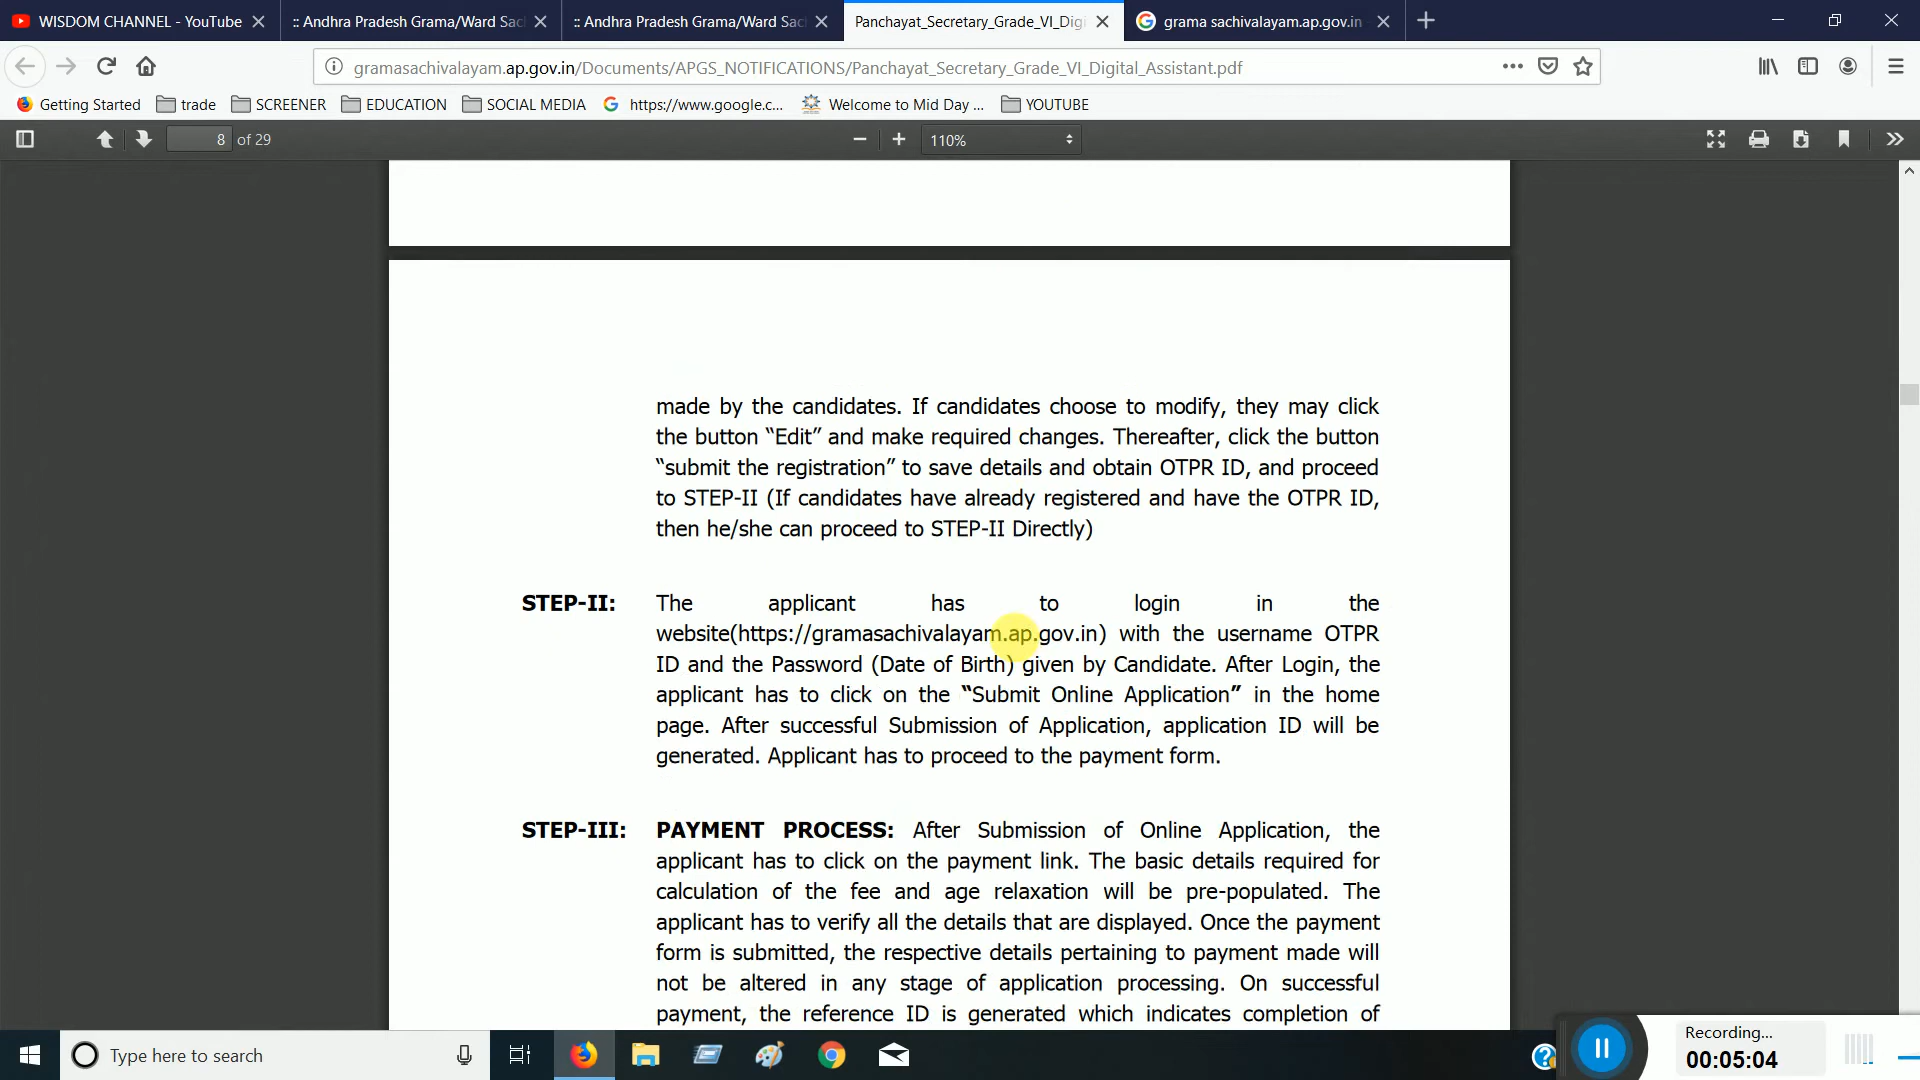 WISDOM CHANNEL - YouTube
:: Andhra Pradesh Grama/Ward Sac
:: Andhra Pradesh Grama/Ward Sac
Panchayat_Secretary_Grade_VI_Digi
grama sachivalayam.ap.gov.in
gramasachivalayam.ap.gov.in/Documents/APGS_NOTIFICATIONS/Panchayat_Secretary_Grade_VI_Digital_Assistant.pdf
Getting Started
trade
SCREENER
EDUCATION
SOCIAL MEDIA
https://www.google.c...
Welcome to Mid Day ...
YOUTUBE
8 of 29
110%
made by the candidates. If candidates choose to modify, they may click
the button “Edit” and make required changes. Thereafter, click the button
“submit the registration” to save details and obtain OTPR ID, and proceed
to STEP-II (If candidates have already registered and have the OTPR ID,
then he/she can proceed to STEP-II Directly)
STEP-II: The applicant has to login in the
website(https://gramasachivalayam.ap.gov.in) with the username OTPR
ID and the Password (Date of Birth) given by Candidate. After Login, the
applicant has to click on the “Submit Online Application” in the home
page. After successful Submission of Application, application ID will be
generated. Applicant has to proceed to the payment form.
STEP-III: PAYMENT PROCESS: After Submission of Online Application, the
applicant has to click on the payment link. The basic details required for
calculation of the fee and age relaxation will be pre-populated. The
applicant has to verify all the details that are displayed. Once the payment
form is submitted, the respective details pertaining to payment made will
not be altered in any stage of application processing. On successful
payment, the reference ID is generated which indicates completion of
Type here to search
Recording...
00:05:04